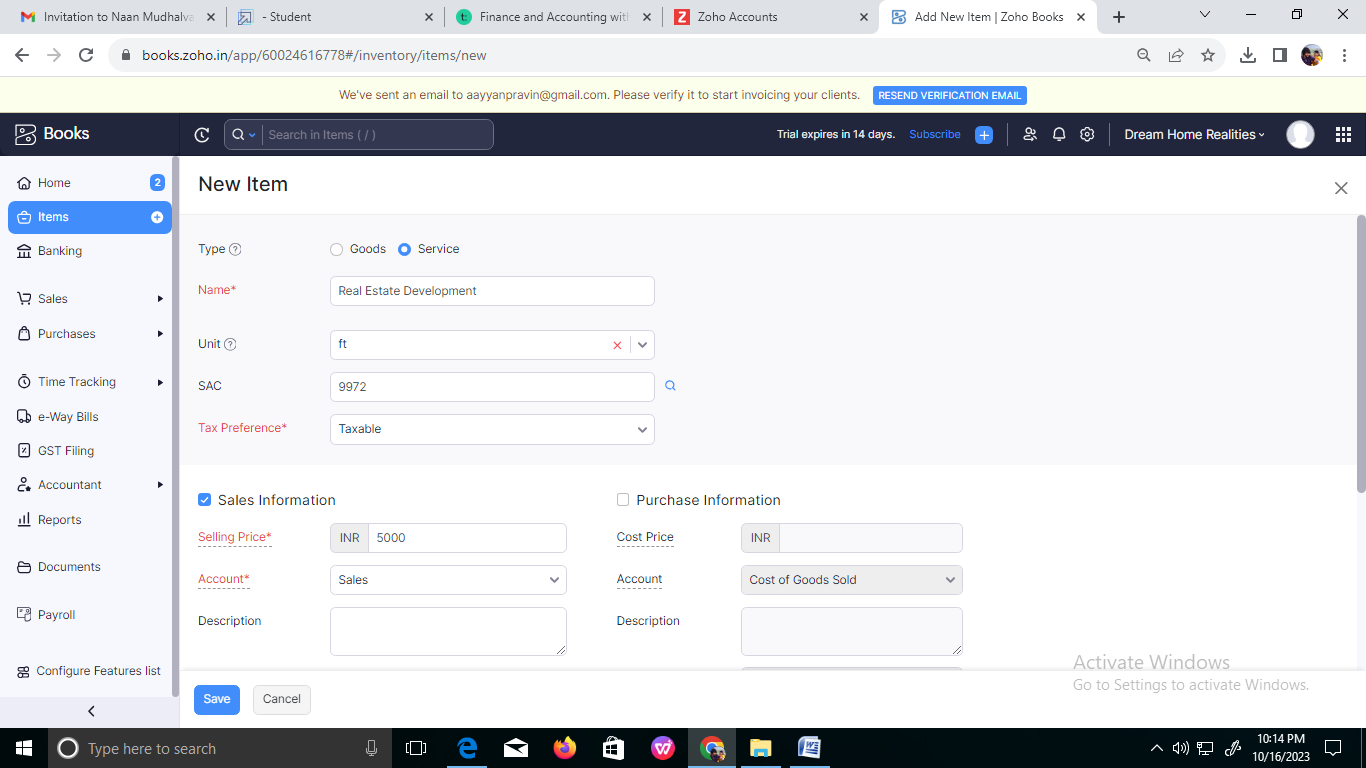 Invitation to Naan Mudhalva
- Student
Finance and Accounting with
Zoho Accounts
Add New Item | Zoho Books
books.zoho.in/app/60024616778#/inventory/items/new
We've sent an email to aayyanpravin@gmail.com. Please verify it to start invoicing your clients.
RESEND VERIFICATION EMAIL
Books
Search in Items ( / )
Trial expires in 14 days.
Subscribe
Dream Home Realities
Home
2
Items
Banking
Sales
Purchases
Time Tracking
e-Way Bills
GST Filing
Accountant
Reports
Documents
Payroll
Configure Features list
New Item
Type
Goods
Service
Name*
Real Estate Development
Unit
ft
SAC
9972
Tax Preference*
Taxable
Sales Information
Selling Price*
INR
5000
Account*
Sales
Description
Purchase Information
Cost Price
INR
Account
Cost of Goods Sold
Description
Save
Cancel
Activate Windows
Go to Settings to activate Windows.
Type here to search
10:14 PM
10/16/2023